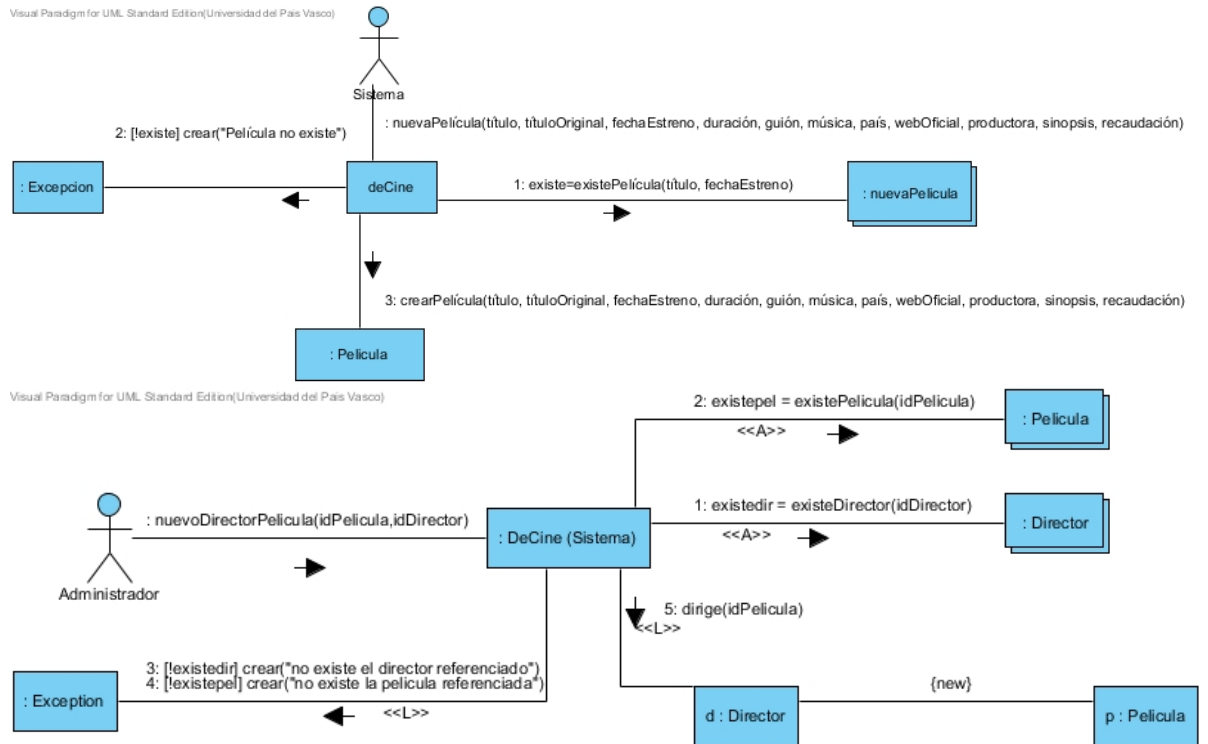 Visual Paradigm for UML Standard Edition(Universidad del Pais Vasco)
Sistema
2: [!existe] crear("Película no existe")
: nuevaPelícula(título, títuloOriginal, fechaEstreno, duración, guión, música, país, webOficial, productora, sinopsis, recaudación)
: Excepcion
deCine
1: existe=existePelícula(título, fechaEstreno)
: nuevaPelicula
3: crearPelícula(título, títuloOriginal, fechaEstreno, duración, guión, música, país, webOficial, productora, sinopsis, recaudación)
: Pelicula
Visual Paradigm for UML Standard Edition(Universidad del Pais Vasco)
2: existepel = existePelicula(idPelicula)
<<A>>
: Pelicula
: nuevoDirectorPelicula(idPelicula,idDirector)
: DeCine (Sistema)
1: existedir = existeDirector(idDirector)
<<A>>
: Director
Administrador
5: dirige(idPelicula)
<<L>>
3: [!existedir] crear("no existe el director referenciado")
4: [!existepel] crear("no existe la pelicula referenciada")
<<L>>
: Exception
d : Director
{new}
p : Pelicula